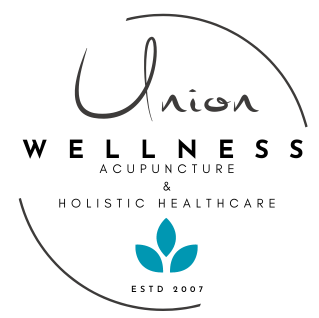 Union
WELLNESS
ACUPUNCTURE
&
HOLISTIC HEALTHCARE
ESTD 2007